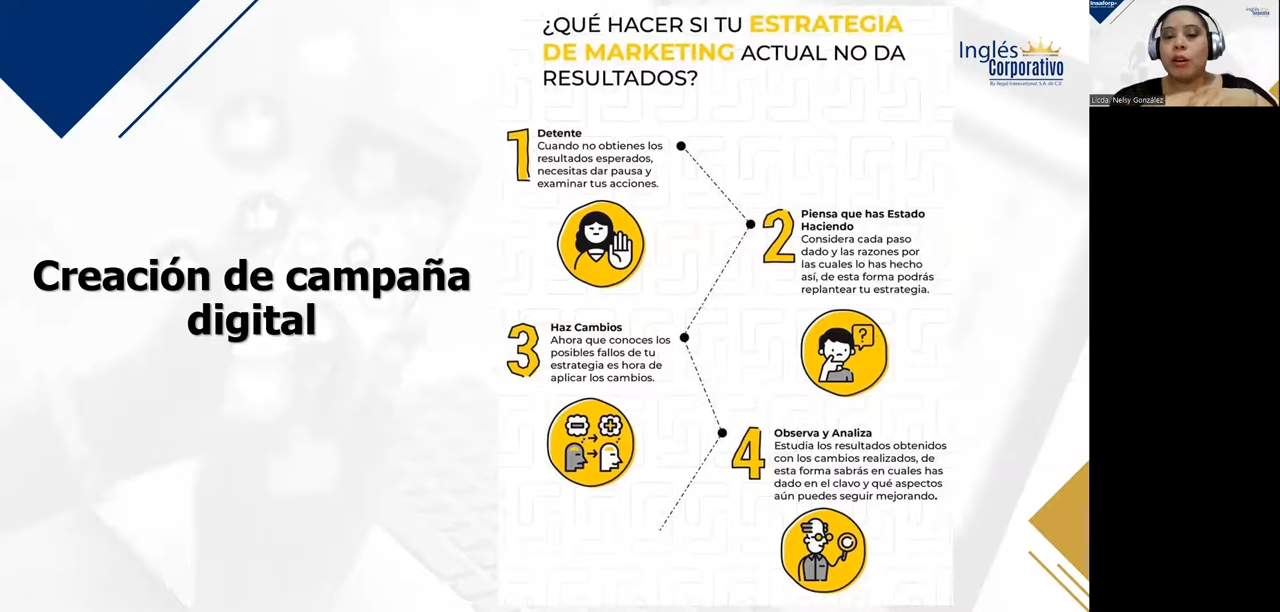 ¿QUÉ HACER SI TU ESTRATEGIA
DE MARKETING ACTUAL NO DA
RESULTADOS?
Inglés
Corporativo
By Regal International, S.A. de C.V.
Insaforp
Licda. Nelsy González
Creación de campaña
digital
1
Detente
Cuando no obtienes los
resultados esperados,
necesitas dar pausa y
examinar tus acciones.
2
Piensa que has Estado
Haciendo
Considera cada paso
dado y las razones por
las cuales lo has hecho
así, de esta forma podrás
replantear tu estrategia.
?
3
Haz Cambios
Ahora que conoces los
posibles fallos de tu
estrategia es hora de
aplicar los cambios.
4
Observa y Analiza
Estudia los resultados obtenidos
con los cambios realizados, de
esta forma sabrás en cuales has
dado en el clavo y qué aspectos
aún puedes seguir mejorando.